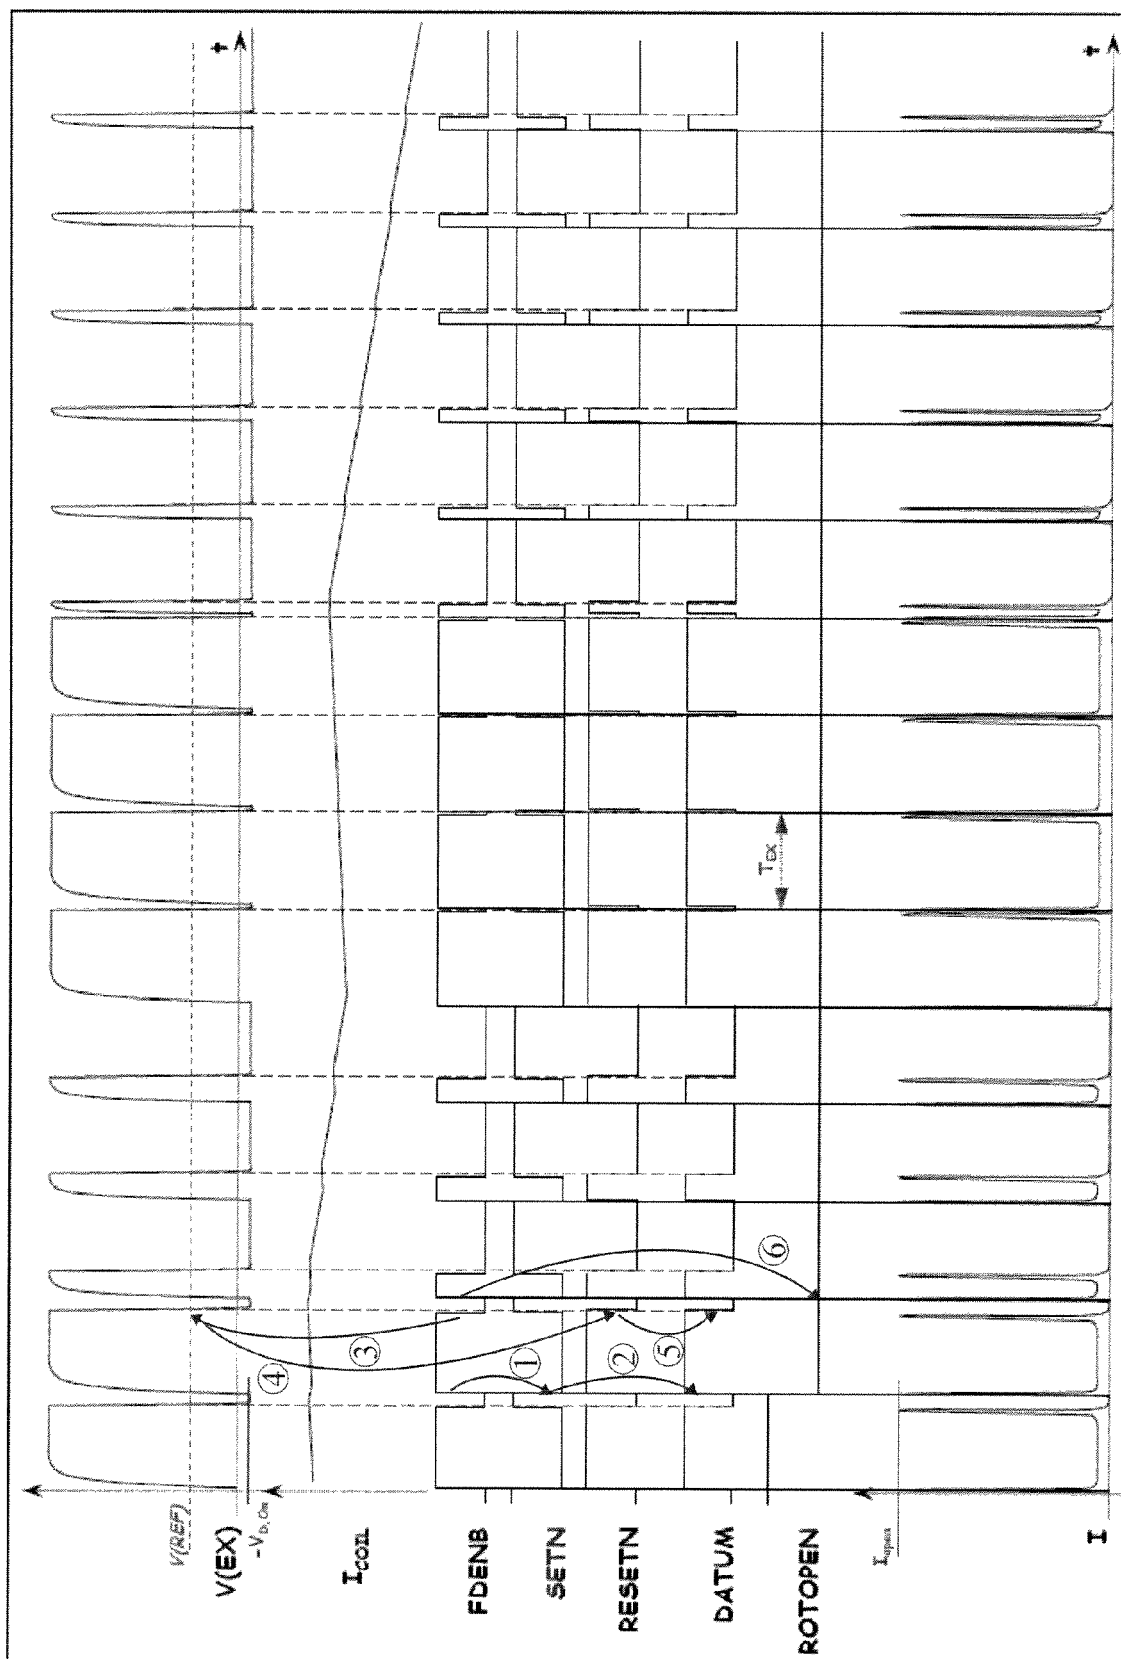 V(REF)
V(EX)
-V_D,On
t
I_COIL
FDENB
SETN
RESETN
DATUM
ROTOPEN
I_open
I
t
T_EX
①
②
③
④
⑤
⑥